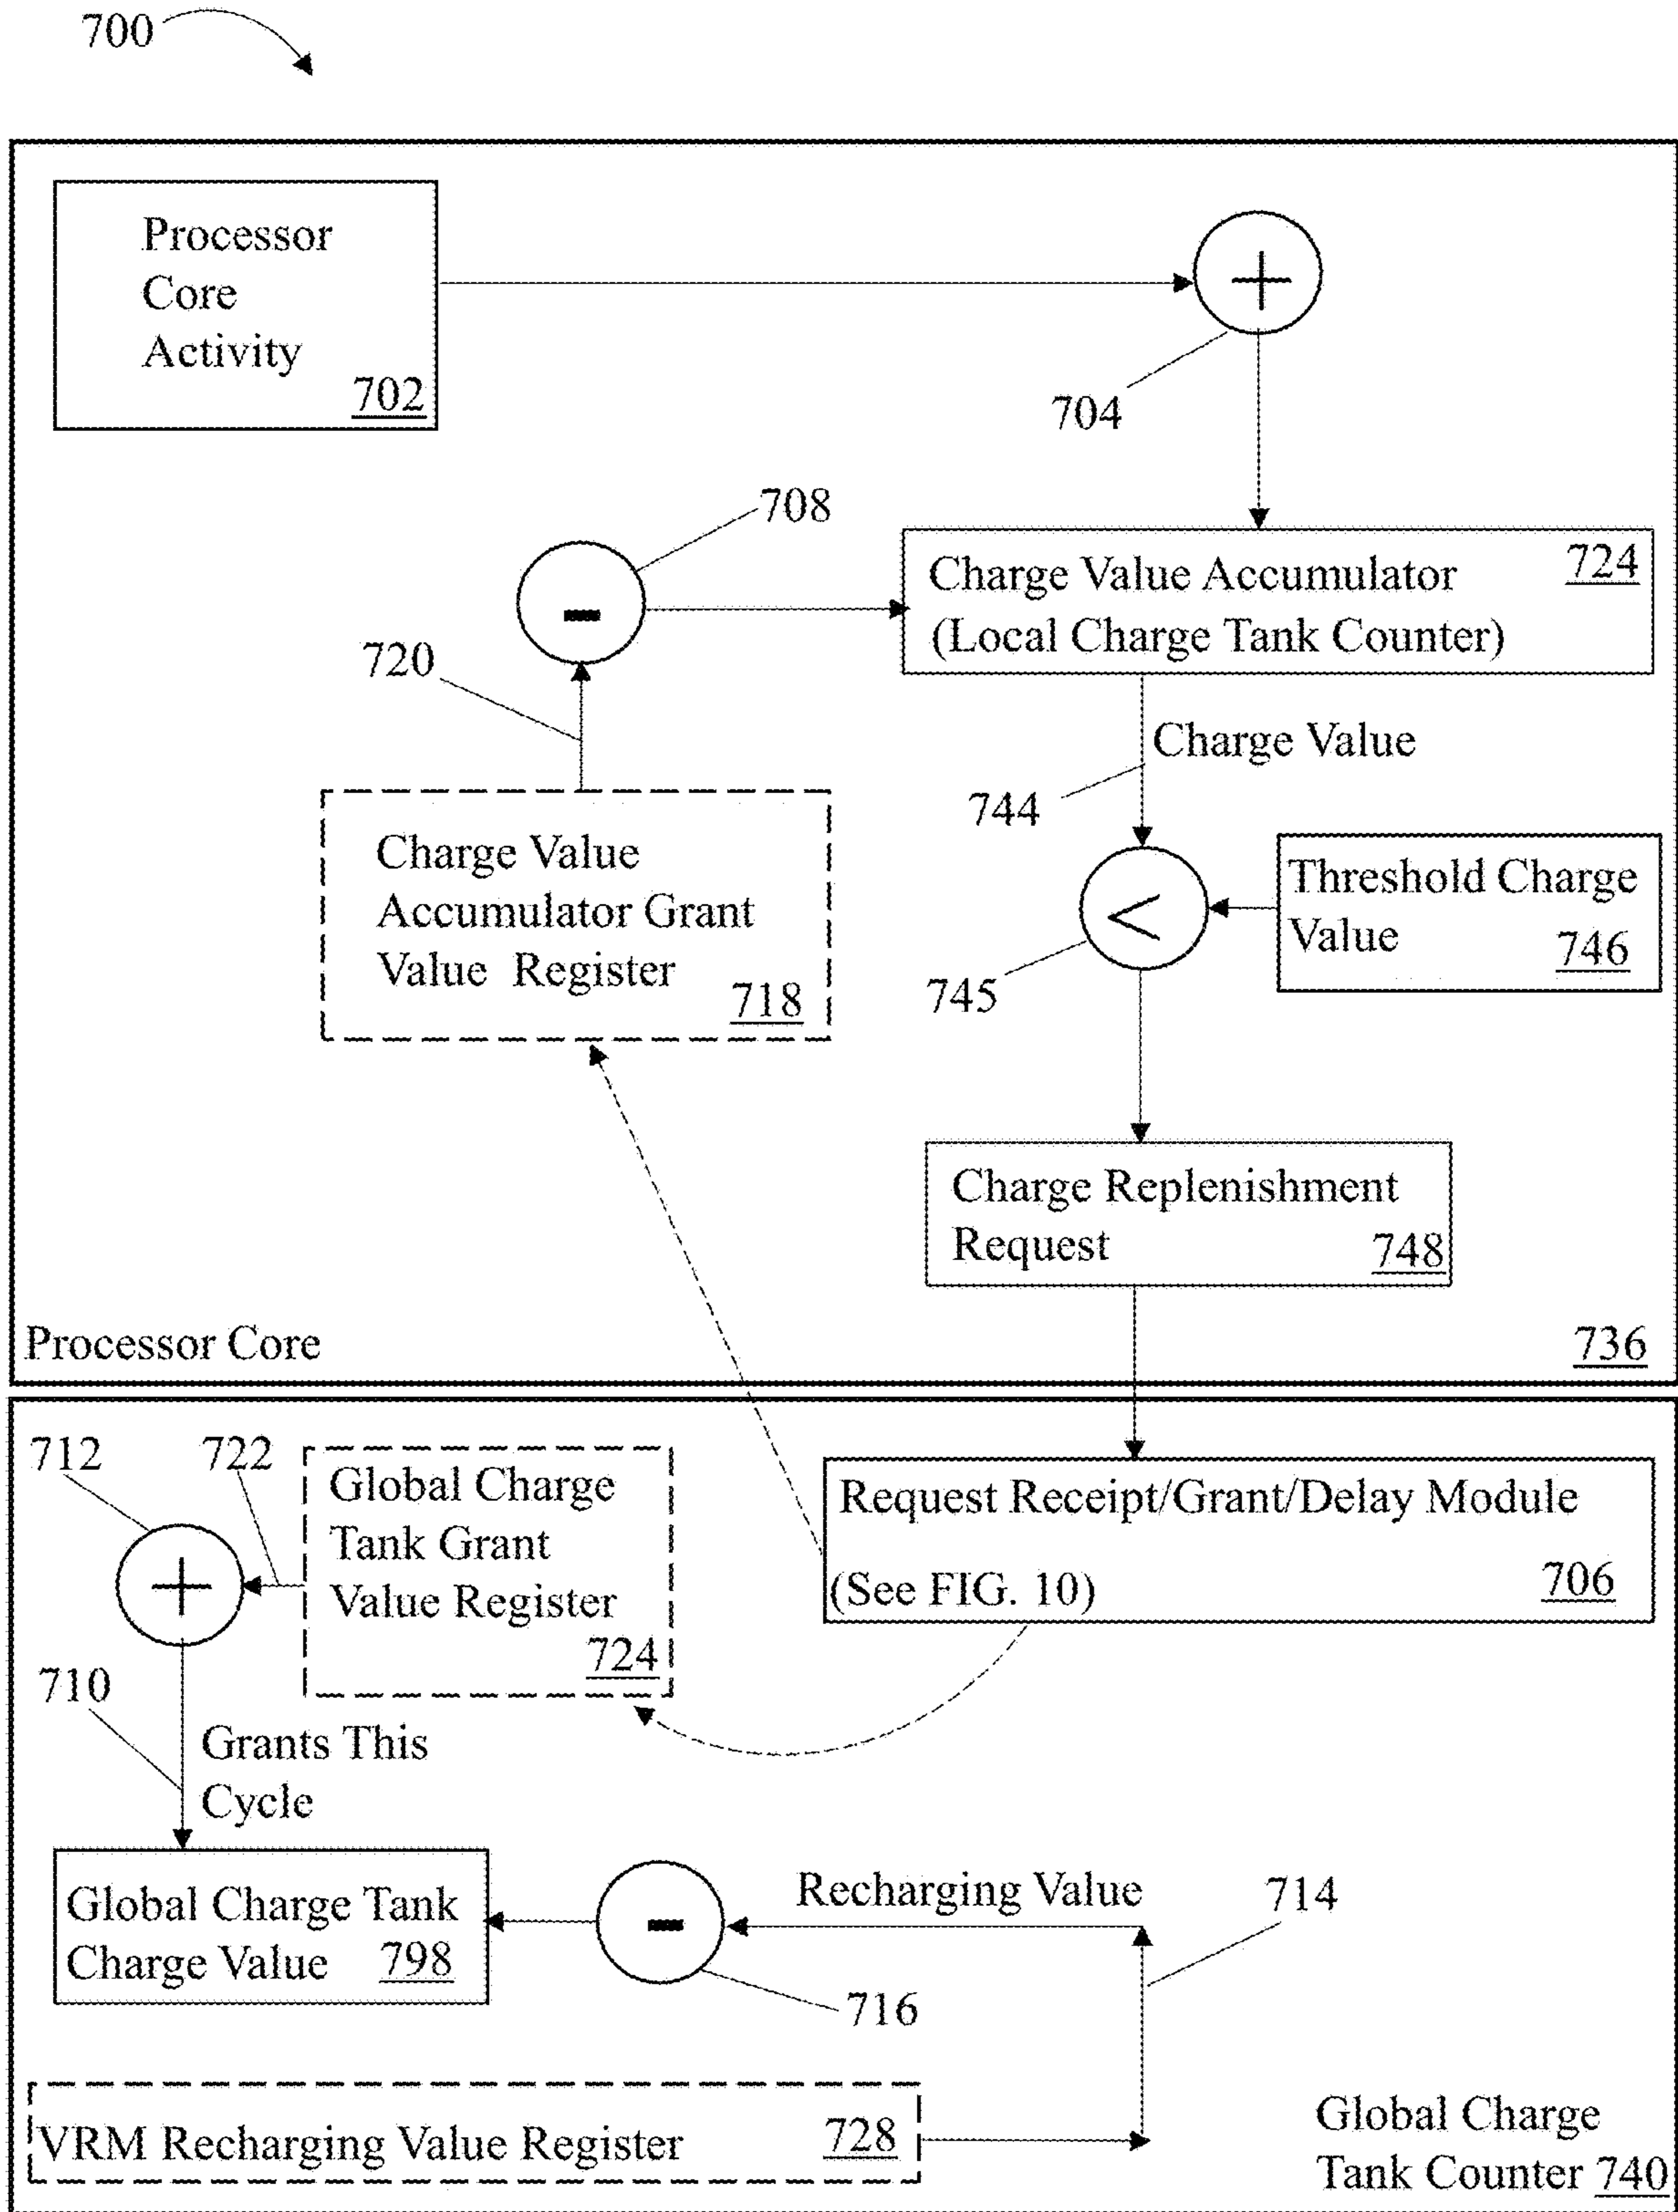 700
Processor
Core
Activity
702
+
704
708
-
720
Charge Value Accumulator
724
(Local Charge Tank Counter)
Charge Value
744
Charge Value
Accumulator Grant
Value Register
718
<
745
Threshold Charge
Value
746
Charge Replenishment
Request
748
Processor Core
736
712
722
+
Global Charge
Tank Grant
Value Register
724
Request Receipt/Grant/Delay Module
(See FIG. 10)
706
710
Grants This
Cycle
Global Charge Tank
Charge Value 798
-
716
Recharging Value
714
VRM Recharging Value Register 728
Global Charge
Tank Counter 740